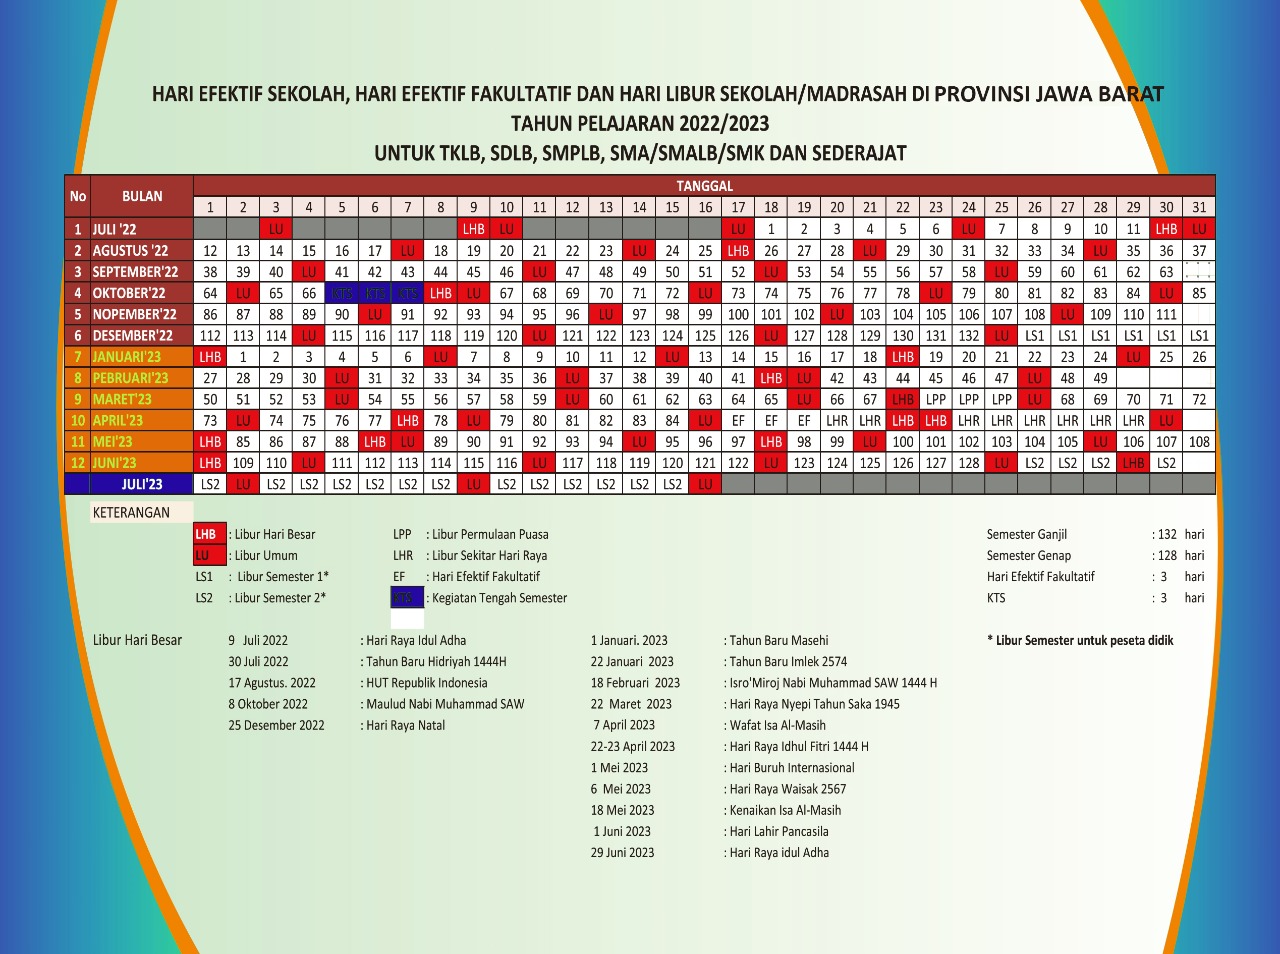 HARI EFEKTIF SEKOLAH, HARI EFEKTIF FAKULTATIF DAN HARI LIBUR SEKOLAH/MADRASAH DI PROVINSI JAWA BARAT
TAHUN PELAJARAN 2022/2023
UNTUK TKLB, SDLB, SMPLB, SMA/SMALB/SMK DAN SEDERAJAT
No BULAN TANGGAL
1 2 3 4 5 6 7 8 9 10 11 12 13 14 15 16 17 18 19 20 21 22 23 24 25 26 27 28 29 30 31
1 JULI '22 LU LHB LU LU 1 2 3 4 5 6 LU 7 8 9 10 11 LHB LU
2 AGUSTUS '22 12 13 14 15 16 17 LU 18 19 20 21 22 23 LU 24 25 LHB 26 27 28 LU 29 30 31 32 33 34 LU 35 36 37
3 SEPTEMBER'22 38 39 40 LU 41 42 43 44 45 46 LU 47 48 49 50 51 52 LU 53 54 55 56 57 58 LU 59 60 61 62 63
4 OKTOBER'22 64 LU 65 66 KTS KTS KTS LHB LU 67 68 69 70 71 72 LU 73 74 75 76 77 78 LU 79 80 81 82 83 84 LU 85
5 NOPEMBER'22 86 87 88 89 90 LU 91 92 93 94 95 96 LU 97 98 99 100 101 102 LU 103 104 105 106 107 108 LU 109 110 111
6 DESEMBER'22 112 113 114 LU 115 116 117 118 119 120 LU 121 122 123 124 125 126 LU 127 128 129 130 131 132 LU LS1 LS1 LS1 LS1 LS1 LS1
7 JANUARI'23 LHB 1 2 3 4 5 6 LU 7 8 9 10 11 12 LU 13 14 15 16 17 18 LHB 19 20 21 22 23 24 LU 25 26
8 PEBRUARI'23 27 28 29 30 LU 31 32 33 34 35 36 LU 37 38 39 40 41 LHB LU 42 43 44 45 46 LU 48 49
9 MARET'23 50 51 52 53 LU 54 55 56 57 58 59 LU 60 61 62 63 64 65 LU 66 67 LHB LPP LPP LPP LU 68 69 70 71 72
10 APRIL'23 73 LU 74 75 76 77 LHB 78 LU 79 80 81 82 83 84 LU EF EF EF LHR LHR LHB LHB LHR LHR LHR LHR LHR LHR LU
11 MEI'23 LHB 85 86 87 88 LHB LU 89 90 91 92 93 94 LU 95 96 97 LHB 98 99 LU 100 101 102 103 104 105 LU 106 107 108
12 JUNI'23 LHB 109 110 LU 111 112 113 114 115 116 LU 117 118 119 120 121 122 LU 123 124 125 126 127 128 LU LS2 LS2 LS2 LHB LS2
JULI'23 LS2 LU LS2 LS2 LS2 LS2 LS2 LS2 LU LS2 LS2 LS2 LS2 LS2 LS2 LU
KETERANGAN
LHB : Libur Hari Besar LPP : Libur Permulaan Puasa Semester Ganjil : 132 hari
LU : Libur Umum LHR : Libur Sekitar Hari Raya Semester Genap : 128 hari
LS1 : Libur Semester 1* EF : Hari Efektif Fakultatif Hari Efektif Fakultatif : 3 hari
LS2 : Libur Semester 2* KTS : Kegiatan Tengah Semester KTS : 3 hari
Libur Hari Besar 9 Juli 2022 : Hari Raya Idul Adha 1 Januari. 2023 : Tahun Baru Masehi * Libur Semester untuk peseta didik
30 Juli 2022 : Tahun Baru Hidriyah 1444H 22 Januari 2023 : Tahun Baru Imlek 2574
17 Agustus. 2022 : HUT Republik Indonesia 18 Februari 2023 : Isro'Miroj Nabi Muhammad SAW 1444 H
8 Oktober 2022 : Maulud Nabi Muhammad SAW 22 Maret 2023 : Hari Raya Nyepi Tahun Saka 1945
25 Desember 2022 : Hari Raya Natal 7 April 2023 : Wafat Isa Al-Masih
22-23 April 2023 : Hari Raya Idhul Fitri 1444 H
1 Mei 2023 : Hari Buruh Internasional
6 Mei 2023 : Hari Raya Waisak 2567
18 Mei 2023 : Kenaikan Isa Al-Masih
1 Juni 2023 : Hari Lahir Pancasila
29 Juni 2023 : Hari Raya idul Adha